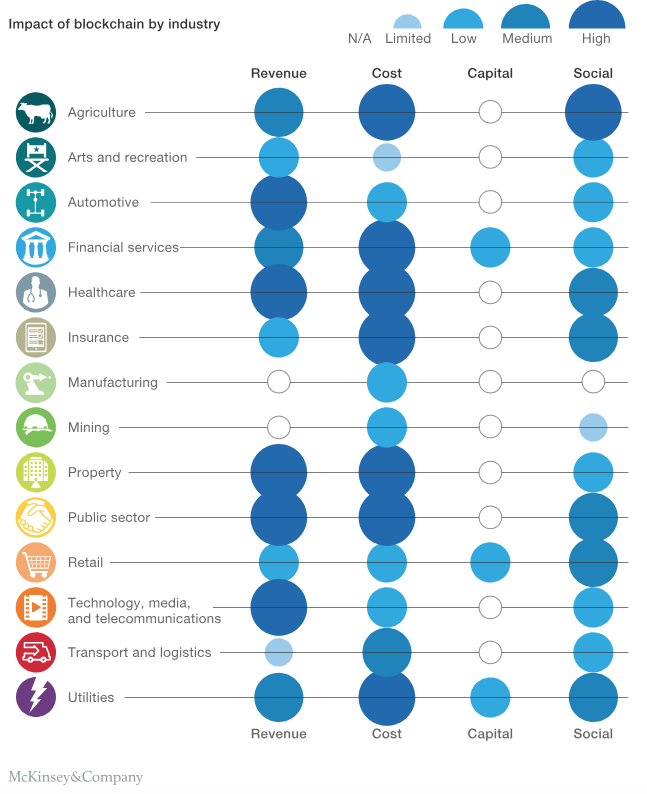 Impact of blockchain by industry
N/A Limited Low Medium High
Revenue Cost Capital Social
Agriculture
Arts and recreation
Automotive
Financial services
Healthcare
Insurance
Manufacturing
Mining
Property
Public sector
Retail
Technology, media,
and telecommunications
Transport and logistics
Utilities
Revenue Cost Capital Social
McKinsey&Company